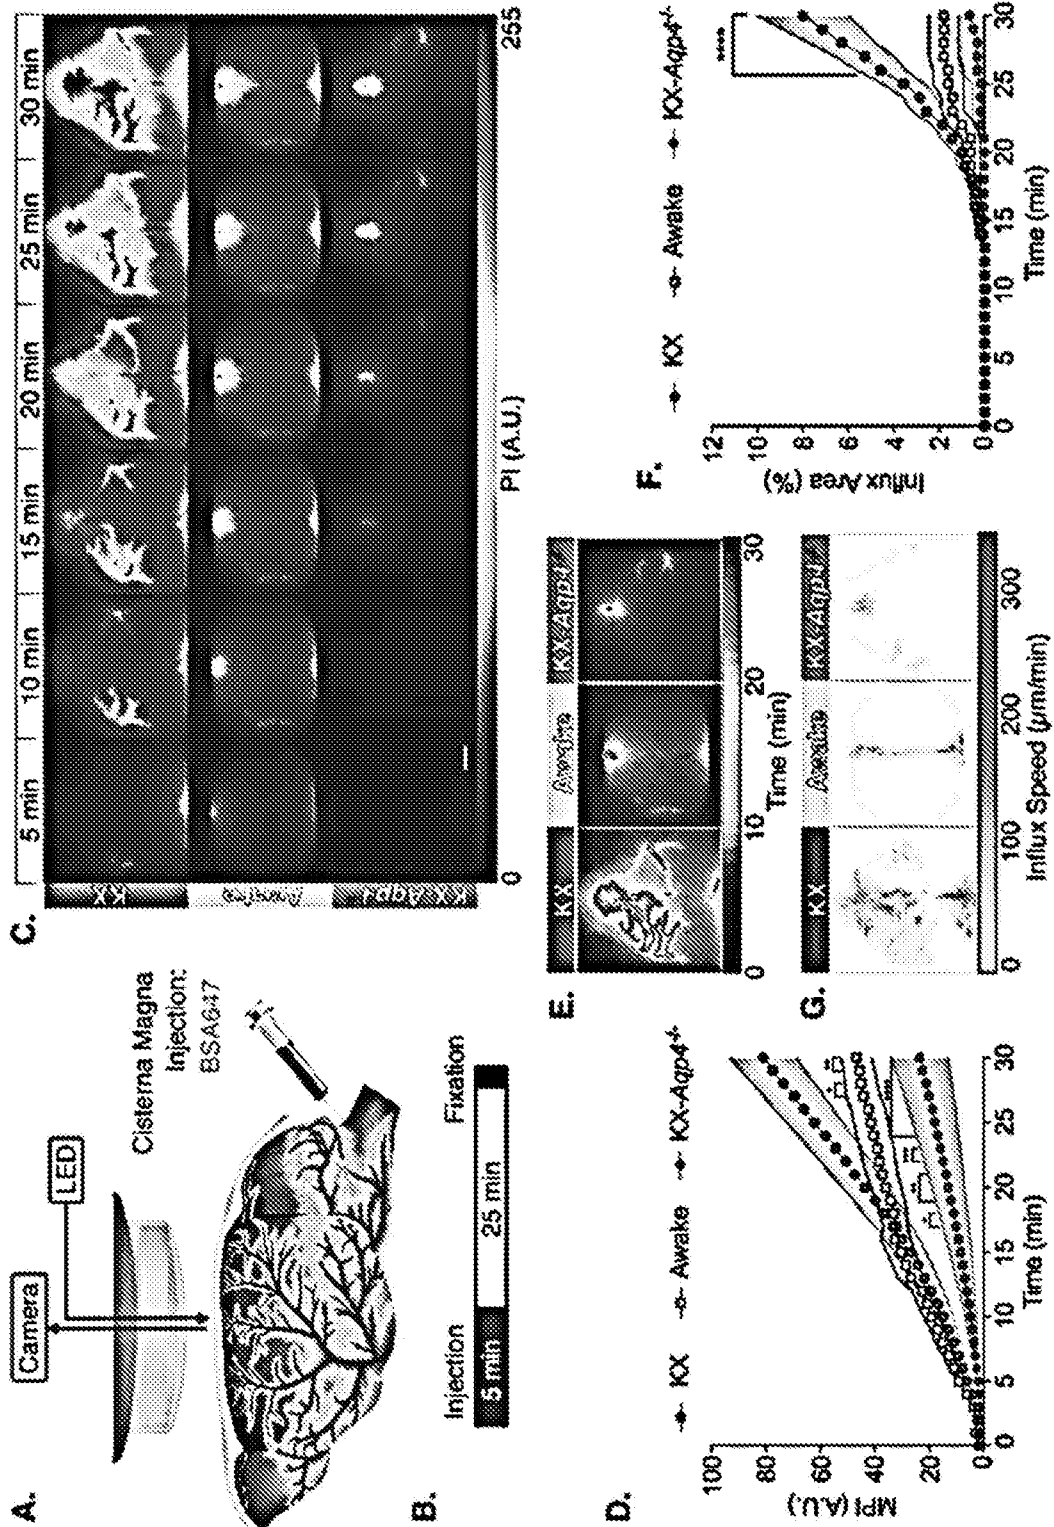 A.
Camera
LED
Cisterna Magna
Injection:
BSA647
B.
Injection
Fixation
5 min
25 min
C.
5 min
10 min
15 min
20 min
25 min
30 min
KX
Awake
KX-Aqp4
0
PI (A.U.)
255
D.
KX
Awake
KX-Aqp4-/-
MPI (A.U.)
100
80
60
40
20
0
0
5
10
15
20
25
30
Time (min)
E.
KX
Awake
KX-Aqp4-/-
0
10
20
30
Time (min)
G.
KX
Awake
KX-Aqp4-/-
0
100
200
300
Influx Speed (µm/min)
F.
KX
Awake
KX-Aqp4-/-
****
Influx Area (%)
12
10
8
6
4
2
0
0
5
10
15
20
25
30
Time (min)